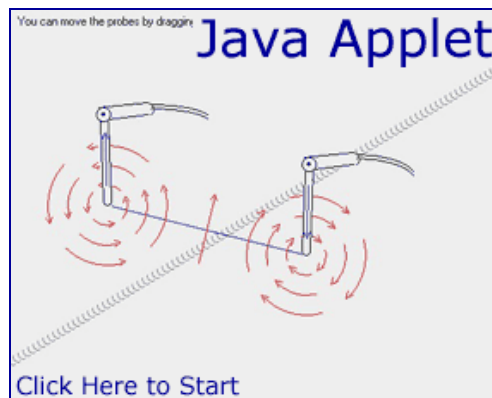 You can move the probes by dragging
Java Applet
Click Here to Start